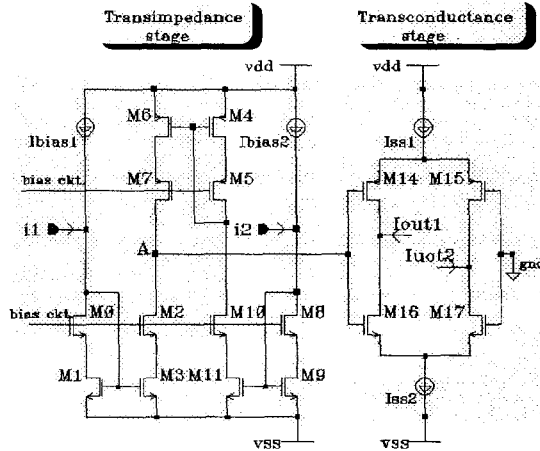 Transimpedance
stage
Transconductance
stage
vdd
vdd
M6
M4
Ibias1
Ibias2
Iss1
bias ckt.
M7
M5
M14
M15
i1
i2
Iout1
A
Iuot2
gnd
bias ckt.
M0
M2
M10
M8
M16
M17
M1
M3
M11
M9
Iss2
vss
vss